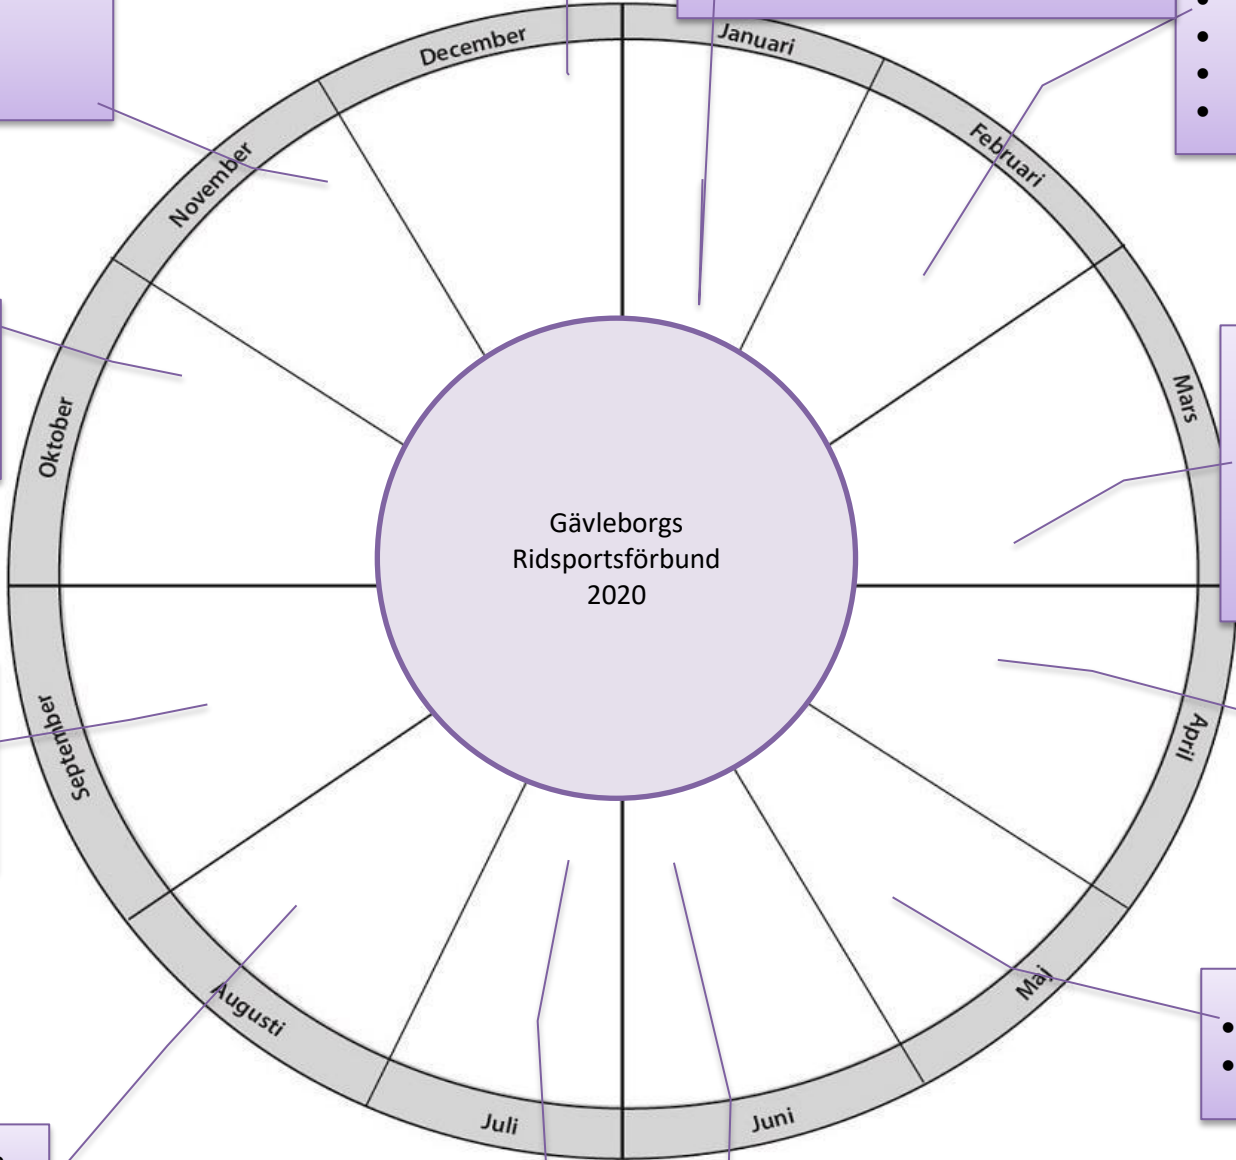 Januari
Februari
Mars
April
Maj
Juni
Juli
Augusti
September
Oktober
November
December
Gävleborgs
Ridsportsförbund
2020